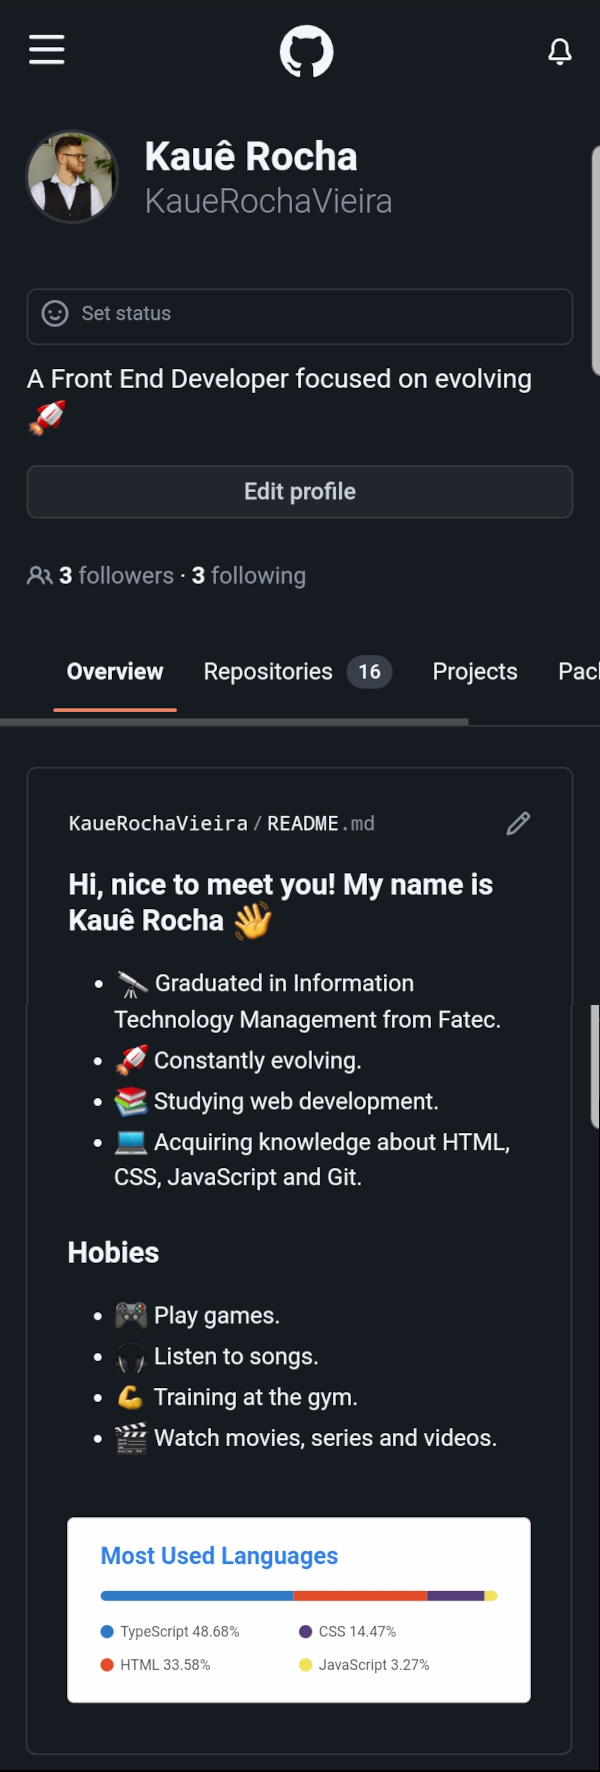 Kauê Rocha
KaueRochaVieira
Set status
A Front End Developer focused on evolving
🚀
Edit profile
3 followers · 3 following
Overview Repositories 16 Projects Pacl
KaueRochaVieira/README.md
Hi, nice to meet you! My name is
Kauê Rocha 👋
• 🔭 Graduated in Information
Technology Management from Fatec.
• 🚀 Constantly evolving.
• 📚 Studying web development.
• 💻 Acquiring knowledge about HTML,
CSS, JavaScript and Git.
Hobies
• 🎮 Play games.
• 🎧 Listen to songs.
• 💪 Training at the gym.
• 🎬 Watch movies, series and videos.
Most Used Languages
TypeScript 48.68% CSS 14.47%
HTML 33.58% JavaScript 3.27%